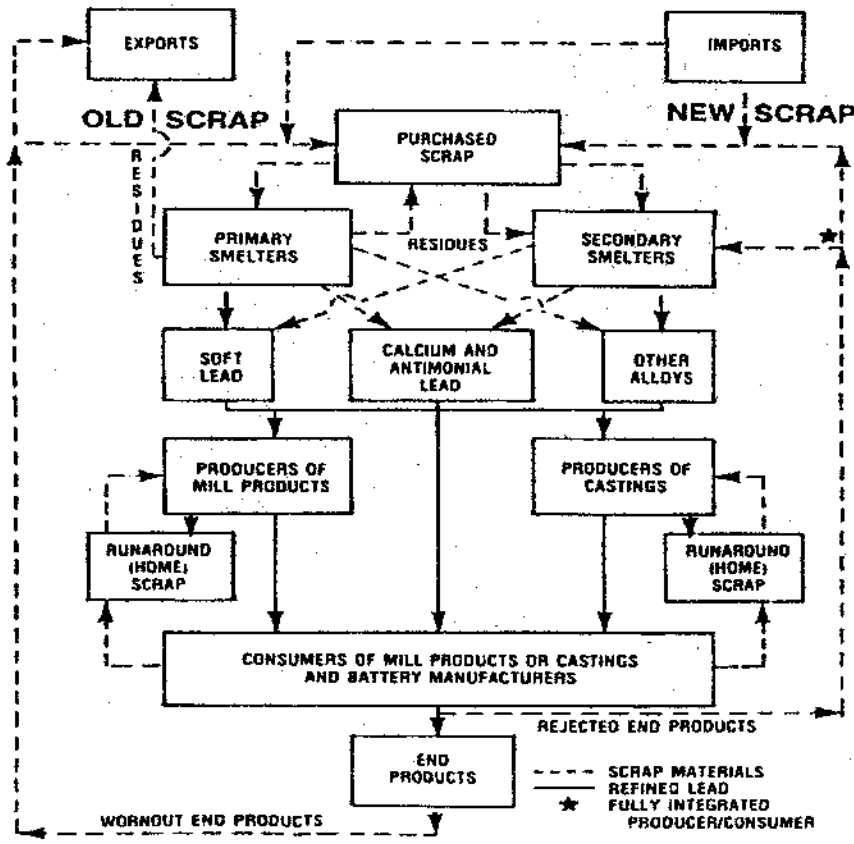 EXPORTS
IMPORTS
OLD SCRAP
NEW SCRAP
PURCHASED
SCRAP
RESIDUES
PRIMARY
SMELTERS
RESIDUES
SECONDARY
SMELTERS
★
SOFT
LEAD
CALCIUM AND
ANTIMONIAL
LEAD
OTHER
ALLOYS
PRODUCERS OF
MILL PRODUCTS
PRODUCERS OF
CASTINGS
RUNAROUND
(HOME)
SCRAP
RUNAROUND
(HOME)
SCRAP
CONSUMERS OF MILL PRODUCTS OR CASTINGS
AND BATTERY MANUFACTURERS
REJECTED END PRODUCTS
END
PRODUCTS
SCRAP MATERIALS
REFINED LEAD
★ FULLY INTEGRATED
PRODUCER/CONSUMER
WORNOUT END PRODUCTS